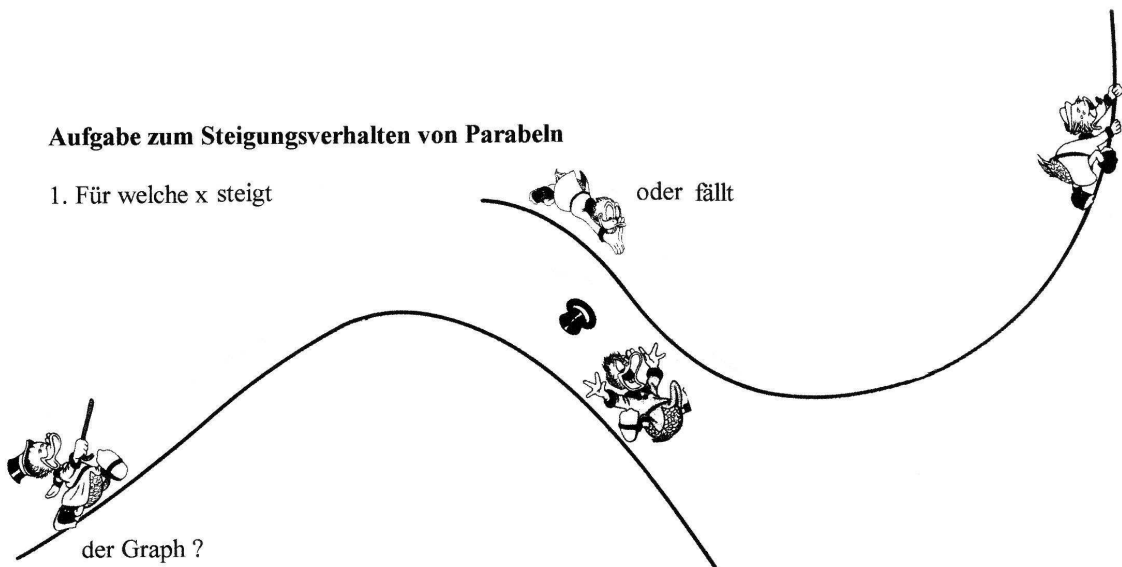 Aufgabe zum Steigungsverhalten von Parabeln
1. Für welche x steigt oder fällt
der Graph ?